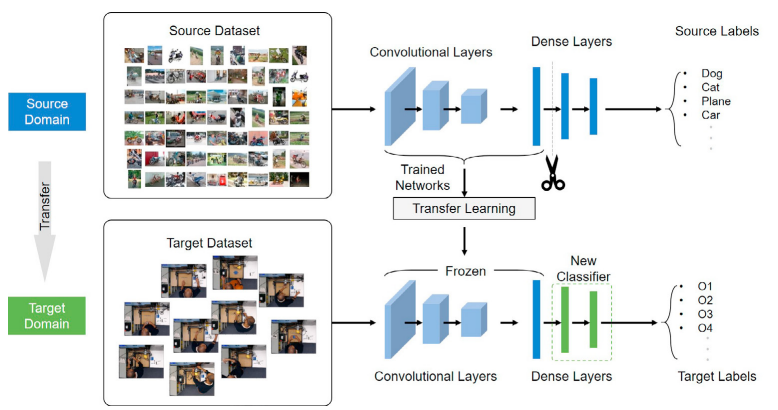 Source Dataset
Convolutional Layers
Dense Layers
Source Labels
Source
Domain
• Dog
• Cat
• Plane
• Car
Transfer
Trained
Networks
Transfer Learning
Target Dataset
Frozen
New
Classifier
Target
Domain
• O1
• O2
• O3
• O4
Convolutional Layers
Dense Layers
Target Labels